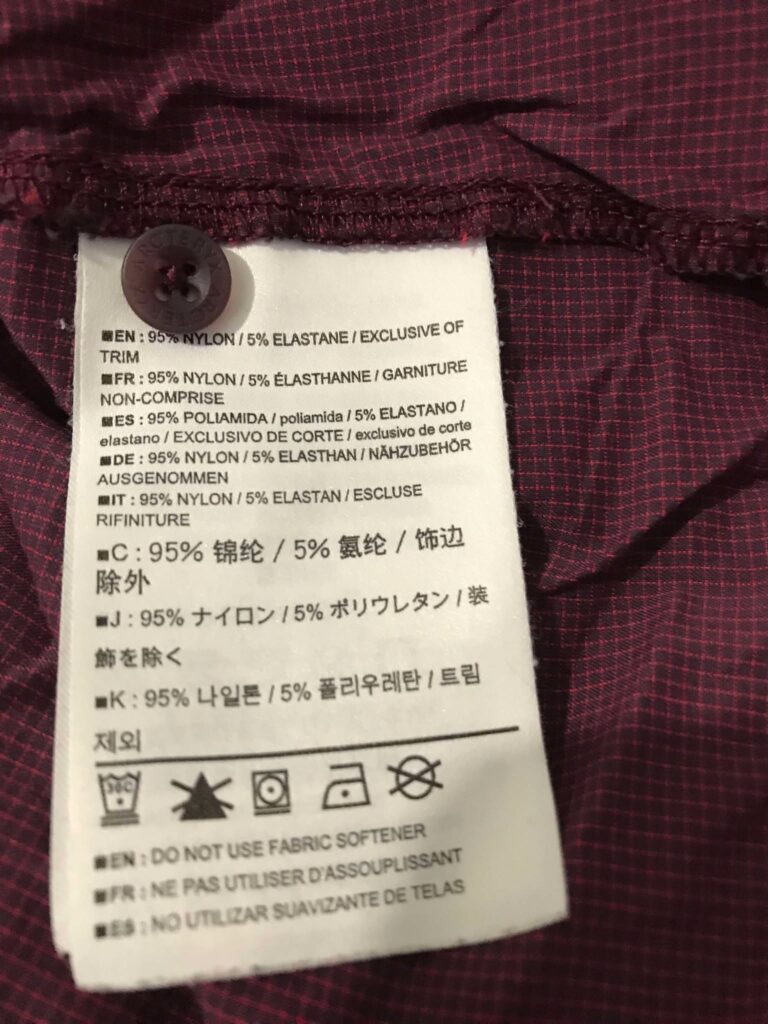 ■EN : 95% NYLON / 5% ELASTANE / EXCLUSIVE OF
TRIM
■FR : 95% NYLON / 5% ÉLASTHANNE / GARNITURE
NON-COMPRISE
■ES : 95% POLIAMIDA / poliamida / 5% ELASTANO /
elastano / EXCLUSIVO DE CORTE / exclusivo de corte
■DE : 95% NYLON / 5% ELASTHAN / NÄHZUBEHÖR
AUSGENOMMEN
■IT : 95% NYLON / 5% ELASTAN / ESCLUSE
RIFINITURE
■C : 95% 锦纶 / 5% 氨纶 / 饰边
除外
■J : 95% ナイロン / 5% ポリウレタン / 装
飾を除く
■K : 95% 나일론 / 5% 폴리우레탄 / 트림
제외
30C
■EN : DO NOT USE FABRIC SOFTENER
■FR : NE PAS UTILISER D'ASSOUPLISSANT
■ES : NO UTILIZAR SUAVIZANTE DE TELAS